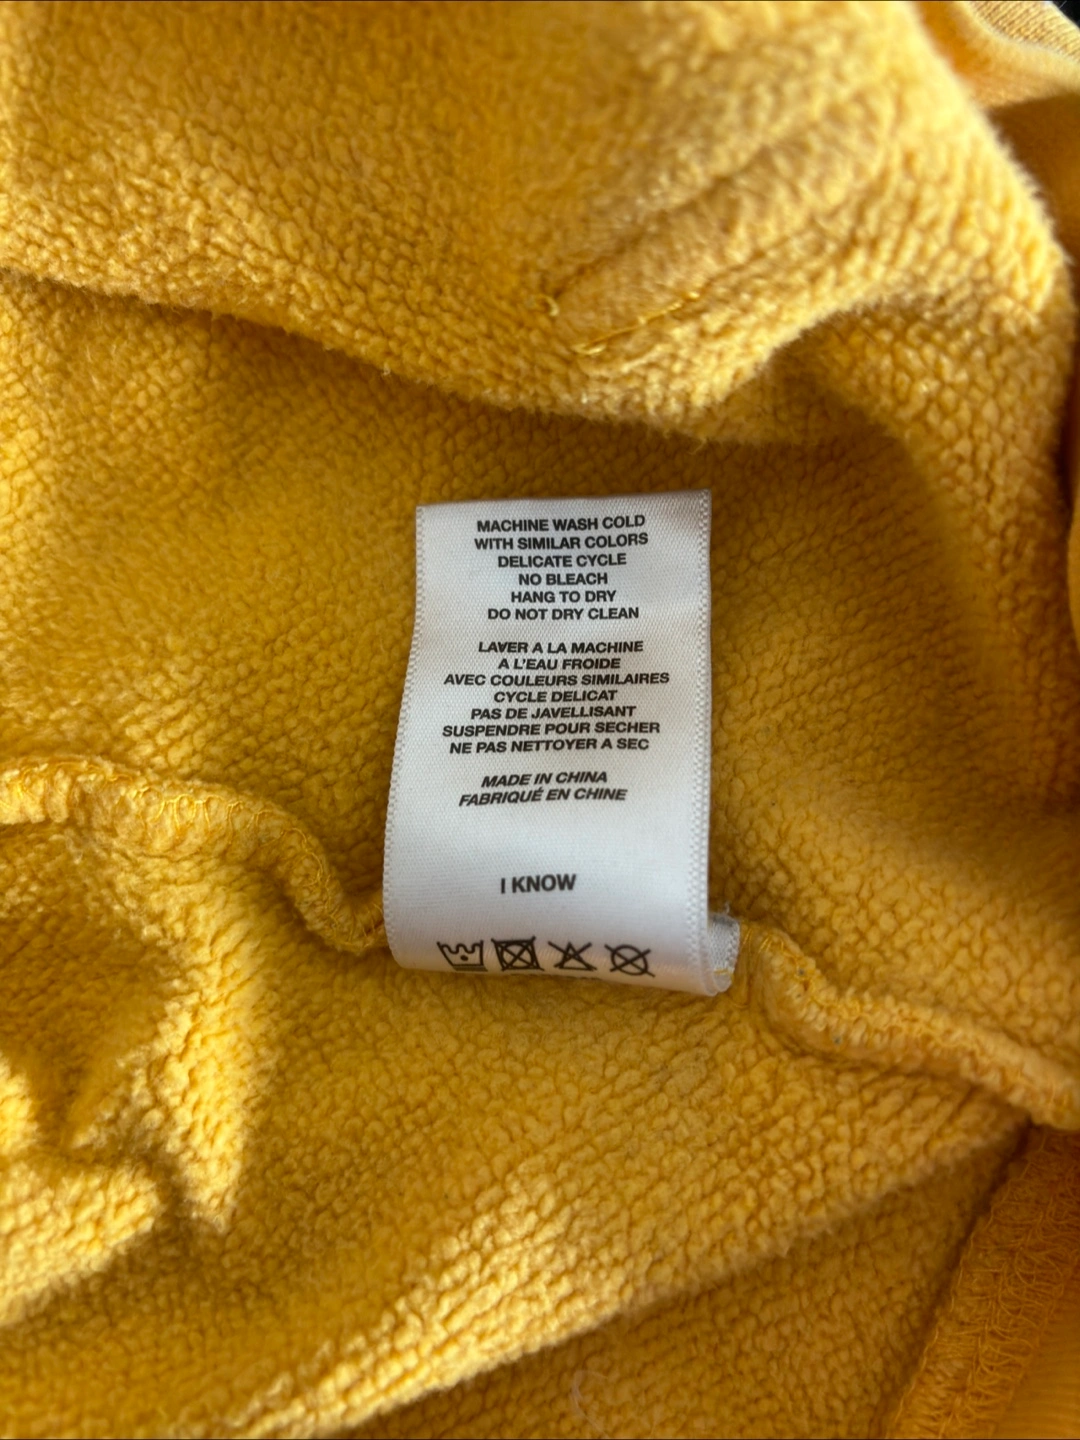 MACHINE WASH COLD
WITH SIMILAR COLORS
DELICATE CYCLE
NO BLEACH
HANG TO DRY
DO NOT DRY CLEAN
LAVER A LA MACHINE
A L'EAU FROIDE
AVEC COULEURS SIMILAIRES
CYCLE DELICAT
PAS DE JAVELLISANT
SUSPENDRE POUR SECHER
NE PAS NETTOYER A SEC
MADE IN CHINA
FABRIQUÉ EN CHINE
I KNOW